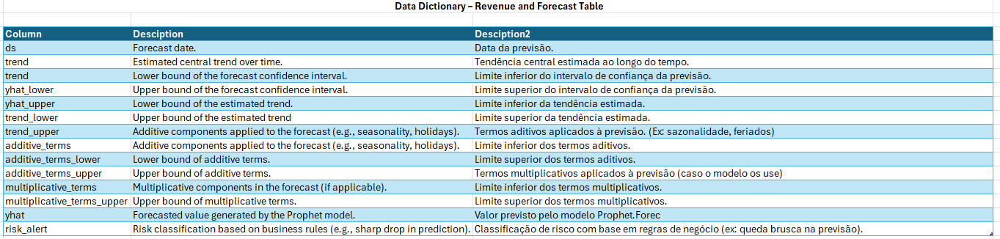 Data Dictionary – Revenue and Forecast Table
Column Desciption Desciption2
ds Forecast date. Data da previsão.
trend Estimated central trend over time. Tendência central estimada ao longo do tempo.
trend Lower bound of the forecast confidence interval. Limite inferior do intervalo de confiança da previsão.
yhat_lower Upper bound of the forecast confidence interval. Limite superior do intervalo de confiança da previsão.
yhat_upper Lower bound of the estimated trend. Limite inferior da tendência estimada.
trend_lower Upper bound of the estimated trend Limite superior da tendência estimada.
trend_upper Additive components applied to the forecast (e.g., seasonality, holidays). Termos aditivos aplicados à previsão. (Ex: sazonalidade, feriados)
additive_terms Additive components applied to the forecast (e.g., seasonality, holidays). Limite inferior dos termos aditivos.
additive_terms_lower Lower bound of additive terms. Limite superior dos termos aditivos.
additive_terms_upper Upper bound of additive terms. Termos multiplicativos aplicados à previsão (caso o modelo os use)
multiplicative_terms Multiplicative components in the forecast (if applicable). Limite inferior dos termos multiplicativos.
multiplicative_terms_upper Upper bound of multiplicative terms. Limite superior dos termos multiplicativos.
yhat Forecasted value generated by the Prophet model. Valor previsto pelo modelo Prophet.Forec
risk_alert Risk classification based on business rules (e.g., sharp drop in prediction). Classificação de risco com base em regras de negócio (ex: queda brusca na previsão).